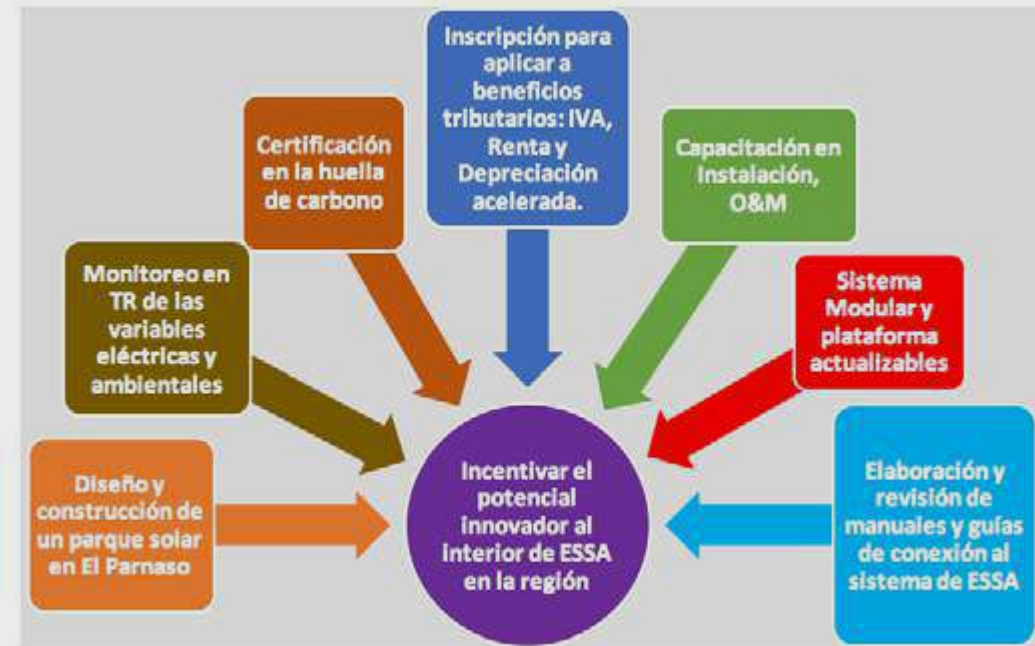 Inscripción para
aplicar a
beneficios
tributarios: IVA,
Renta y
Depreciación
acelerada.
Certificación
en la huella
de carbono
Capacitación en
Instalación,
O&M
Monitoreo en
TR de las
variables
eléctricas y
ambientales
Sistema
Modular y
plataforma
actualizables
Diseño y
construcción de
un parque solar
en El Parnaso
Incentivar el
potencial
innovador al
interior de ESSA
en la región
Elaboración y
revisión de
manuales y guías
de conexión al
sistema de ESSA